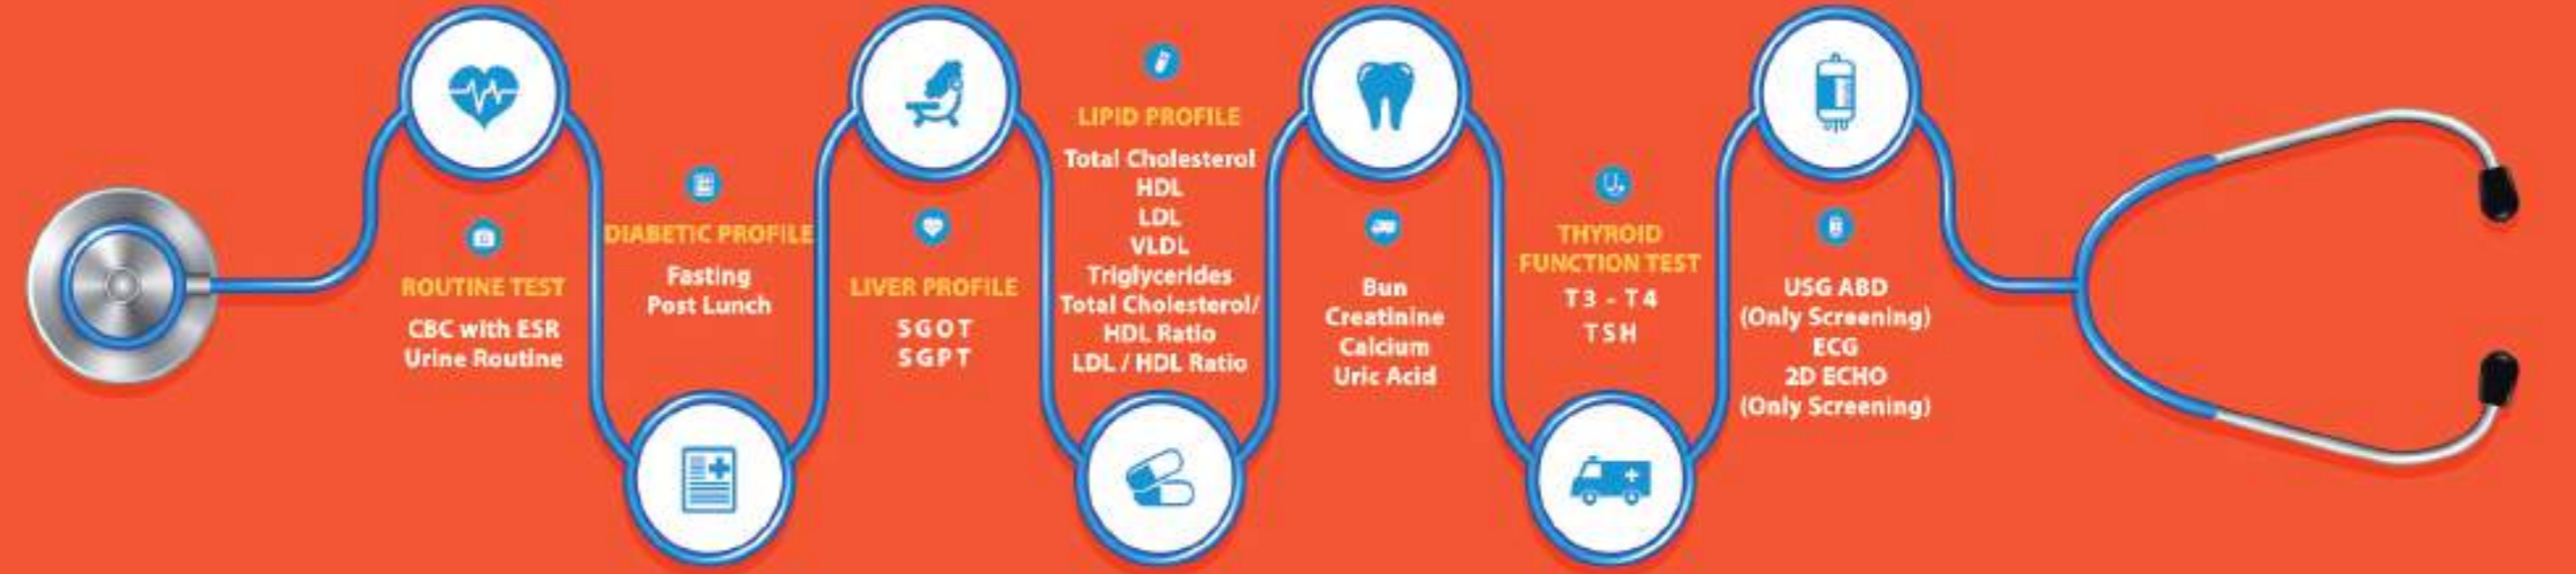 ROUTINE TEST
CBC with ESR
Urine Routine
DIABETIC PROFILE
Fasting
Post Lunch
LIVER PROFILE
SGOT
SGPT
LIPID PROFILE
Total Cholesterol
HDL
LDL
VLDL
Triglycerides
Total Cholesterol/
HDL Ratio
LDL / HDL Ratio
Bun
Creatinine
Calcium
Uric Acid
THYROID
FUNCTION TEST
T3 - T4
TSH
USG ABD
(Only Screening)
ECG
2D ECHO
(Only Screening)